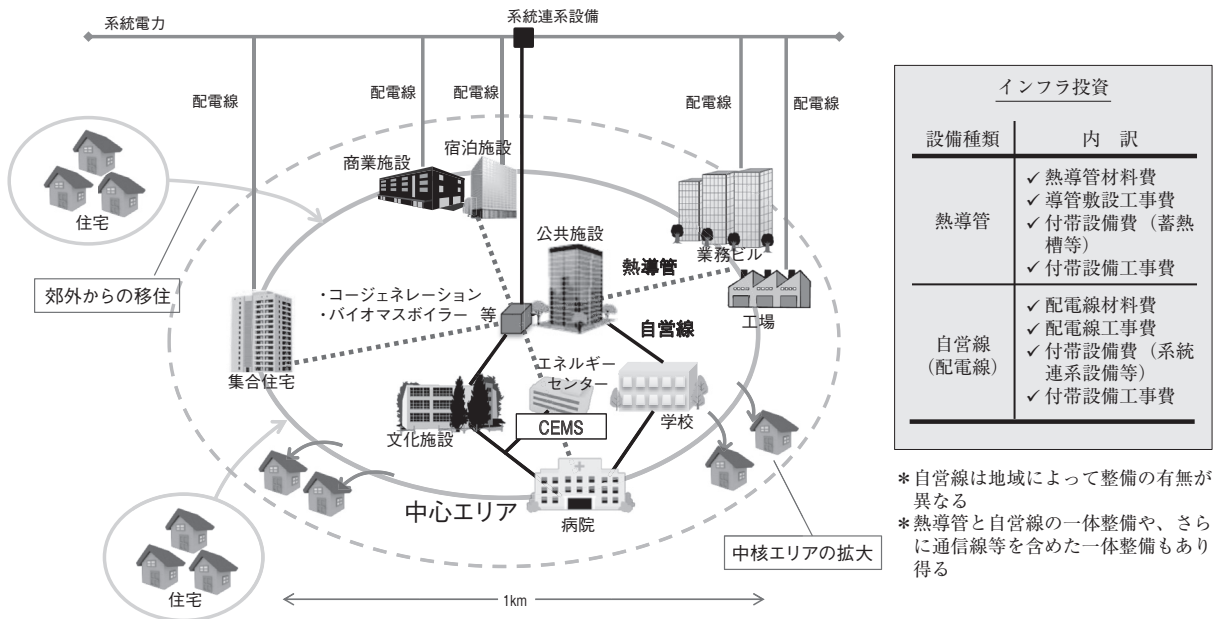 系統電力
系統連系設備
配電線
配電線
配電線
配電線
配電線
商業施設
宿泊施設
住宅
公共施設
熱導管
業務ビル
郊外からの移住
・コージェネレーション
・バイオマスボイラー 等
工場
自営線
集合住宅
エネルギー
センター
文化施設
CEMS
学校
中心エリア
病院
中核エリアの拡大
住宅
1km
インフラ投資
設備種類
内 訳
熱導管
✓熱導管材料費
✓導管敷設工事費
✓付帯設備費(蓄熱
槽等)
✓付帯設備工事費
自営線
(配電線)
✓配電線材料費
✓配電線工事費
✓付帯設備費(系統
連系設備等)
✓付帯設備工事費
*自営線は地域によって整備の有無が
異なる
*熱導管と自営線の一体整備や、さら
に通信線等を含めた一体整備もあり
得る